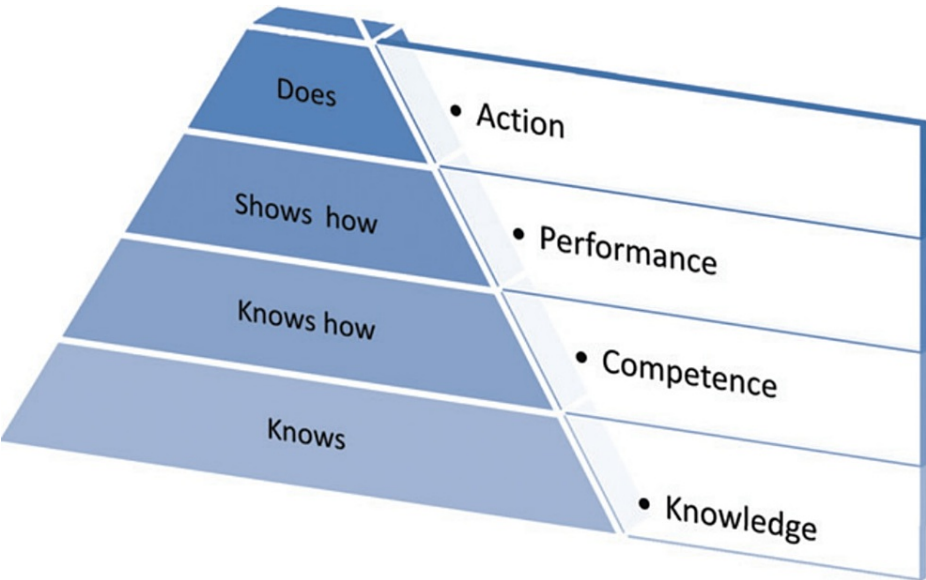 Does
• Action
Shows how
• Performance
Knows how
• Competence
Knows
• Knowledge